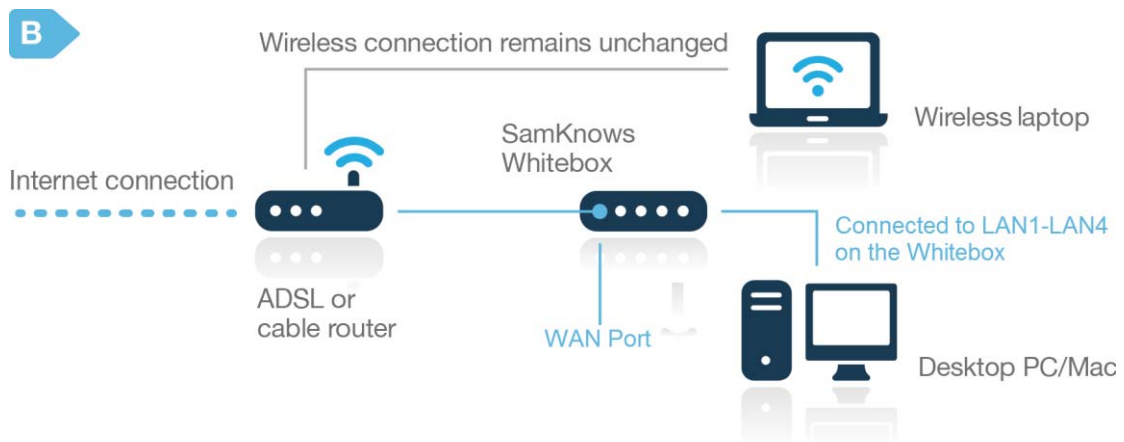 B
Wireless connection remains unchanged
SamKnows
Whitebox
Wireless laptop
Internet connection
Connected to LAN1-LAN4
on the Whitebox
ADSL or
cable router
WAN Port
Desktop PC/Mac